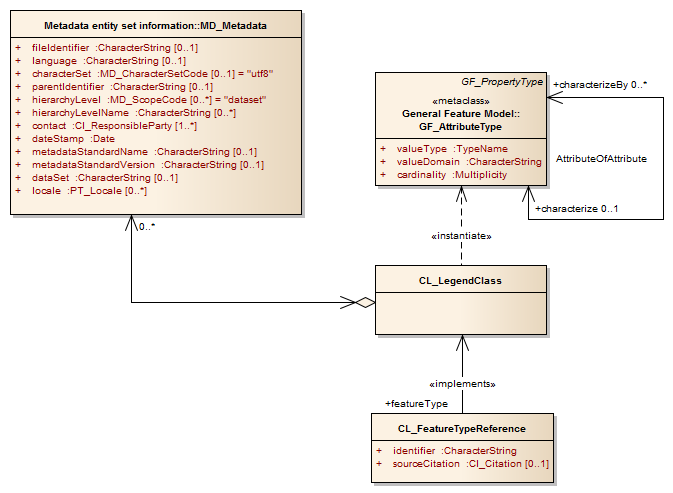 Metadata entity set information::MD_Metadata
+ fileIdentifier :CharacterString [0..1]
+ language :CharacterString [0..1]
+ characterSet :MD_CharacterSetCode [0..1] = "utf8"
+ parentIdentifier :CharacterString [0..1]
+ hierarchyLevel :MD_ScopeCode [0..*] = "dataset"
+ hierarchyLevelName :CharacterString [0..*]
+ contact :CI_ResponsibleParty [1..*]
+ dateStamp :Date
+ metadataStandardName :CharacterString [0..1]
+ metadataStandardVersion :CharacterString [0..1]
+ dataSet :CharacterString [0..1]
+ locale :PT_Locale [0..*]
0..*
GF_PropertyType
«metaclass»
General Feature Model::
GF_AttributeType
+ valueType :TypeName
+ valueDomain :CharacterString
+ cardinality :Multiplicity
+characterizeBy 0..*
AttributeOfAttribute
+characterize 0..1
«instantiate»
CL_LegendClass
«implements»
+featureType
CL_FeatureTypeReference
+ identifier :CharacterString
+ sourceCitation :CI_Citation [0..1]